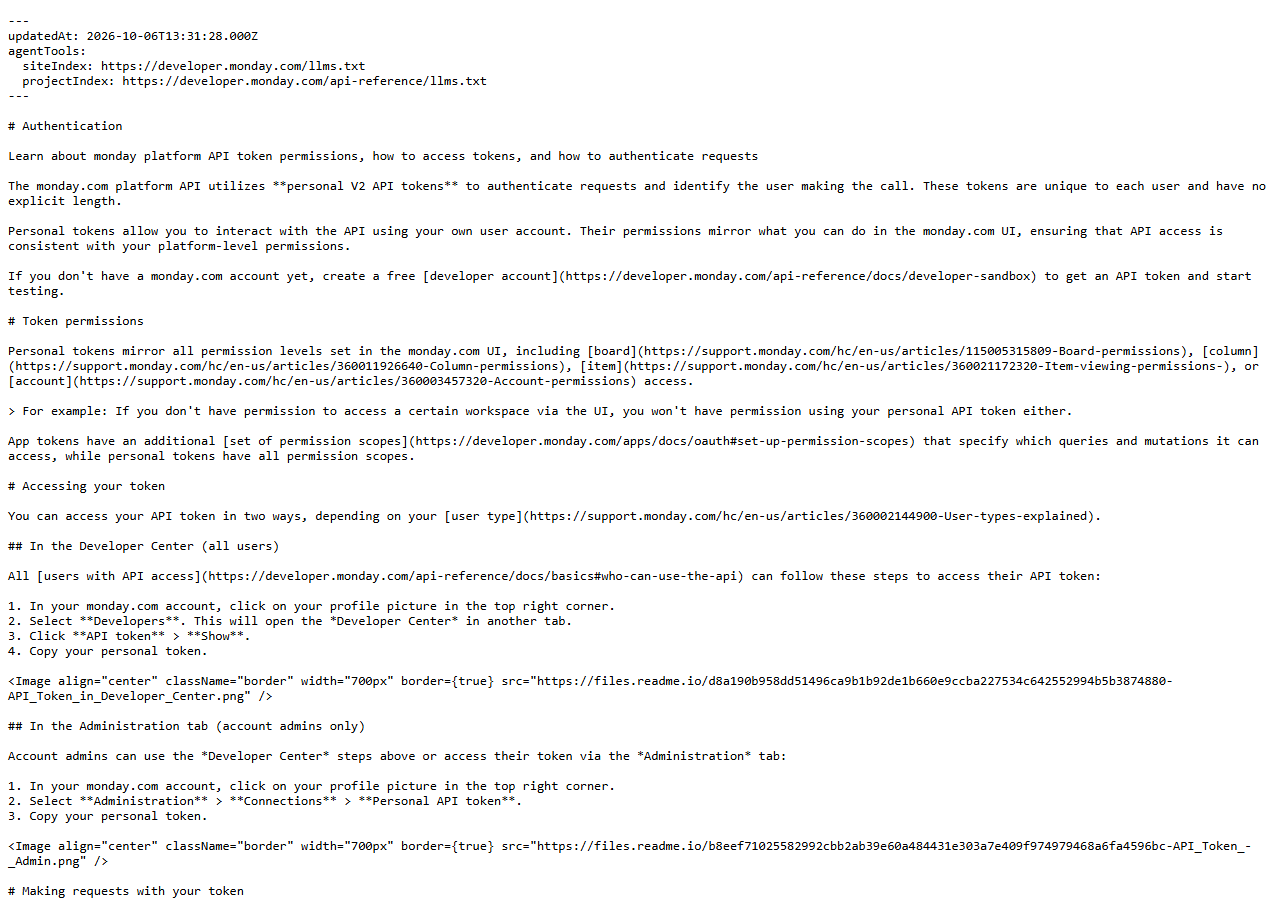 ---
updatedAt: 2026-10-06T13:31:28.000Z
agentTools:
  siteIndex: https://developer.monday.com/llms.txt
  projectIndex: https://developer.monday.com/api-reference/llms.txt
---

# Authentication

Learn about monday platform API token permissions, how to access tokens, and how to authenticate requests

The monday.com platform API utilizes **personal V2 API tokens** to authenticate requests and identify the user making the call. These tokens are unique to each user and have no
explicit length.

Personal tokens allow you to interact with the API using your own user account. Their permissions mirror what you can do in the monday.com UI, ensuring that API access is
consistent with your platform-level permissions.

If you don't have a monday.com account yet, create a free [developer account](https://developer.monday.com/api-reference/docs/developer-sandbox) to get an API token and start
testing.

# Token permissions

Personal tokens mirror all permission levels set in the monday.com UI, including [board](https://support.monday.com/hc/en-us/articles/115005315809-Board-permissions), [column]
(https://support.monday.com/hc/en-us/articles/360011926640-Column-permissions), [item](https://support.monday.com/hc/en-us/articles/360021172320-Item-viewing-permissions-), or
[account](https://support.monday.com/hc/en-us/articles/360003457320-Account-permissions) access.

> For example: If you don't have permission to access a certain workspace via the UI, you won't have permission using your personal API token either.

App tokens have an additional [set of permission scopes](https://developer.monday.com/apps/docs/oauth#set-up-permission-scopes) that specify which queries and mutations it can
access, while personal tokens have all permission scopes.

# Accessing your token

You can access your API token in two ways, depending on your [user type](https://support.monday.com/hc/en-us/articles/360002144900-User-types-explained).

## In the Developer Center (all users)

All [users with API access](https://developer.monday.com/api-reference/docs/basics#who-can-use-the-api) can follow these steps to access their API token:

1. In your monday.com account, click on your profile picture in the top right corner.
2. Select **Developers**. This will open the *Developer Center* in another tab.
3. Click **API token** > **Show**.
4. Copy your personal token.

<Image align="center" className="border" width="700px" border={true} src="https://files.readme.io/d8a190b958dd51496ca9b1b92de1b660e9ccba227534c642552994b5b3874880-
API_Token_in_Developer_Center.png" />

## In the Administration tab (account admins only)

Account admins can use the *Developer Center* steps above or access their token via the *Administration* tab:

1. In your monday.com account, click on your profile picture in the top right corner.
2. Select **Administration** > **Connections** > **Personal API token**.
3. Copy your personal token.

<Image align="center" className="border" width="700px" border={true} src="https://files.readme.io/b8eef71025582992cbb2ab39e60a484431e303a7e409f974979468a6fa4596bc-API_Token_-
_Admin.png" />

# Making requests with your token